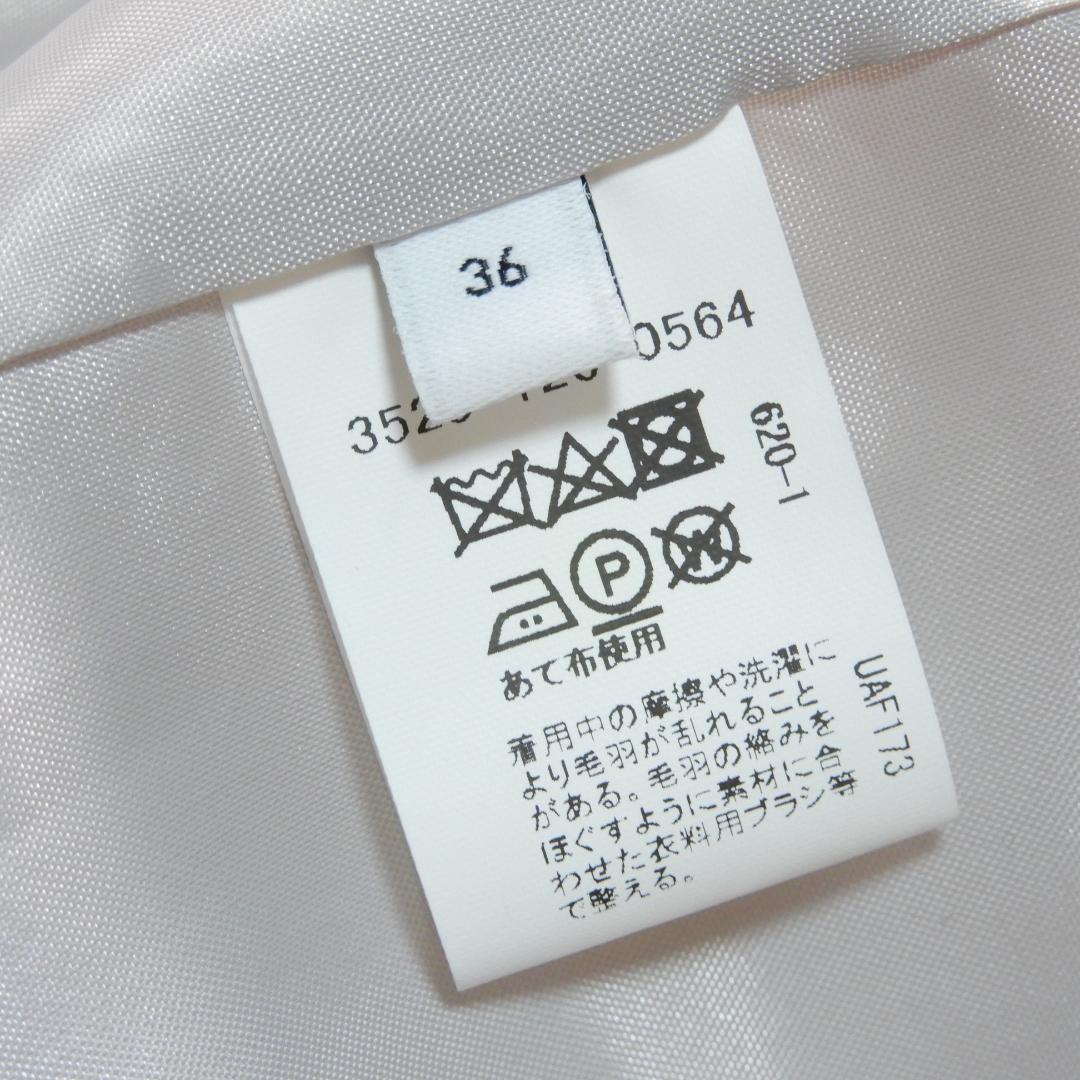 36
0564
620-1
P
W
あて布使用
着用中の摩擦や洗濯に
より毛羽が乱れること
がある。毛羽の絡みを
ほぐすように素材に合
わせた衣料用ブラシ等
で整える。
UAF173